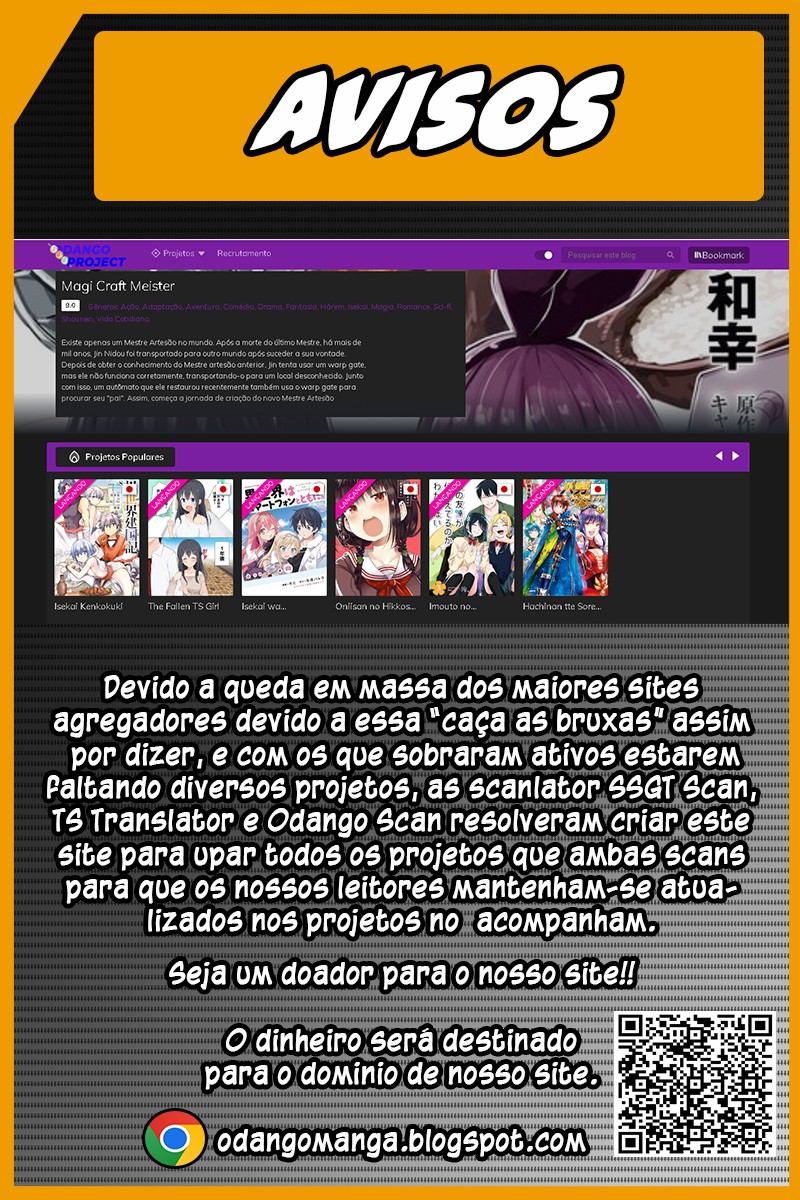 AVISOS
ODANGO
PROJECT
Projetos
Recrutamento
Pesquisar este blog
Bookmark
Magi Craft Meister
9.0 Gêneros: Ação, Adaptação, Aventura, Comédia, Drama, Fantasia, Hárem, Isekai, Magia, Romance, Sci-fi,
Shounen, Vida Cotidiana
Existe apenas um Mestre Artesão no mundo. Após a morte do último Mestre, há mais de
mil anos, Jin Nidou foi transportado para outro mundo após suceder a sua vontade.
Depois de obter o conhecimento do Mestre artesão anterior, Jin tenta usar um warp gate,
mas ele não funciona corretamente, transportando-o para um local desconhecido. Junto
com isso, um autômato que ele restaurou recentemente também usa o warp gate para
procurar seu "pai". Assim, começa a jornada de criação do novo Mestre Artesão
和幸
原作
キャ
Projetos Populares
LANÇANDO
LANÇANDO
LANÇANDO
LANÇANDO
LANÇANDO
LANÇANDO
Isekai Kenkokuki
The Fallen TS Girl
Isekai wa...
Oniisan no Hikkos...
Imouto no...
Hachinan tte Sore...
Devido a queda em massa dos maiores sites
agregadores devido a essa "caça as bruxas" assim
por dizer, e com os que sobraram ativos estarem
faltando diversos projetos, as scanlator SSGT Scan,
TS Translator e Odango Scan resolveram criar este
site para upar todos os projetos que ambas scans
para que os nossos leitores mantenham-se atua-
lizados nos projetos no acompanham.
Seja um doador para o nosso site!!
O dinheiro será destinado
para o dominio de nosso site.
odangomanga.blogspot.com